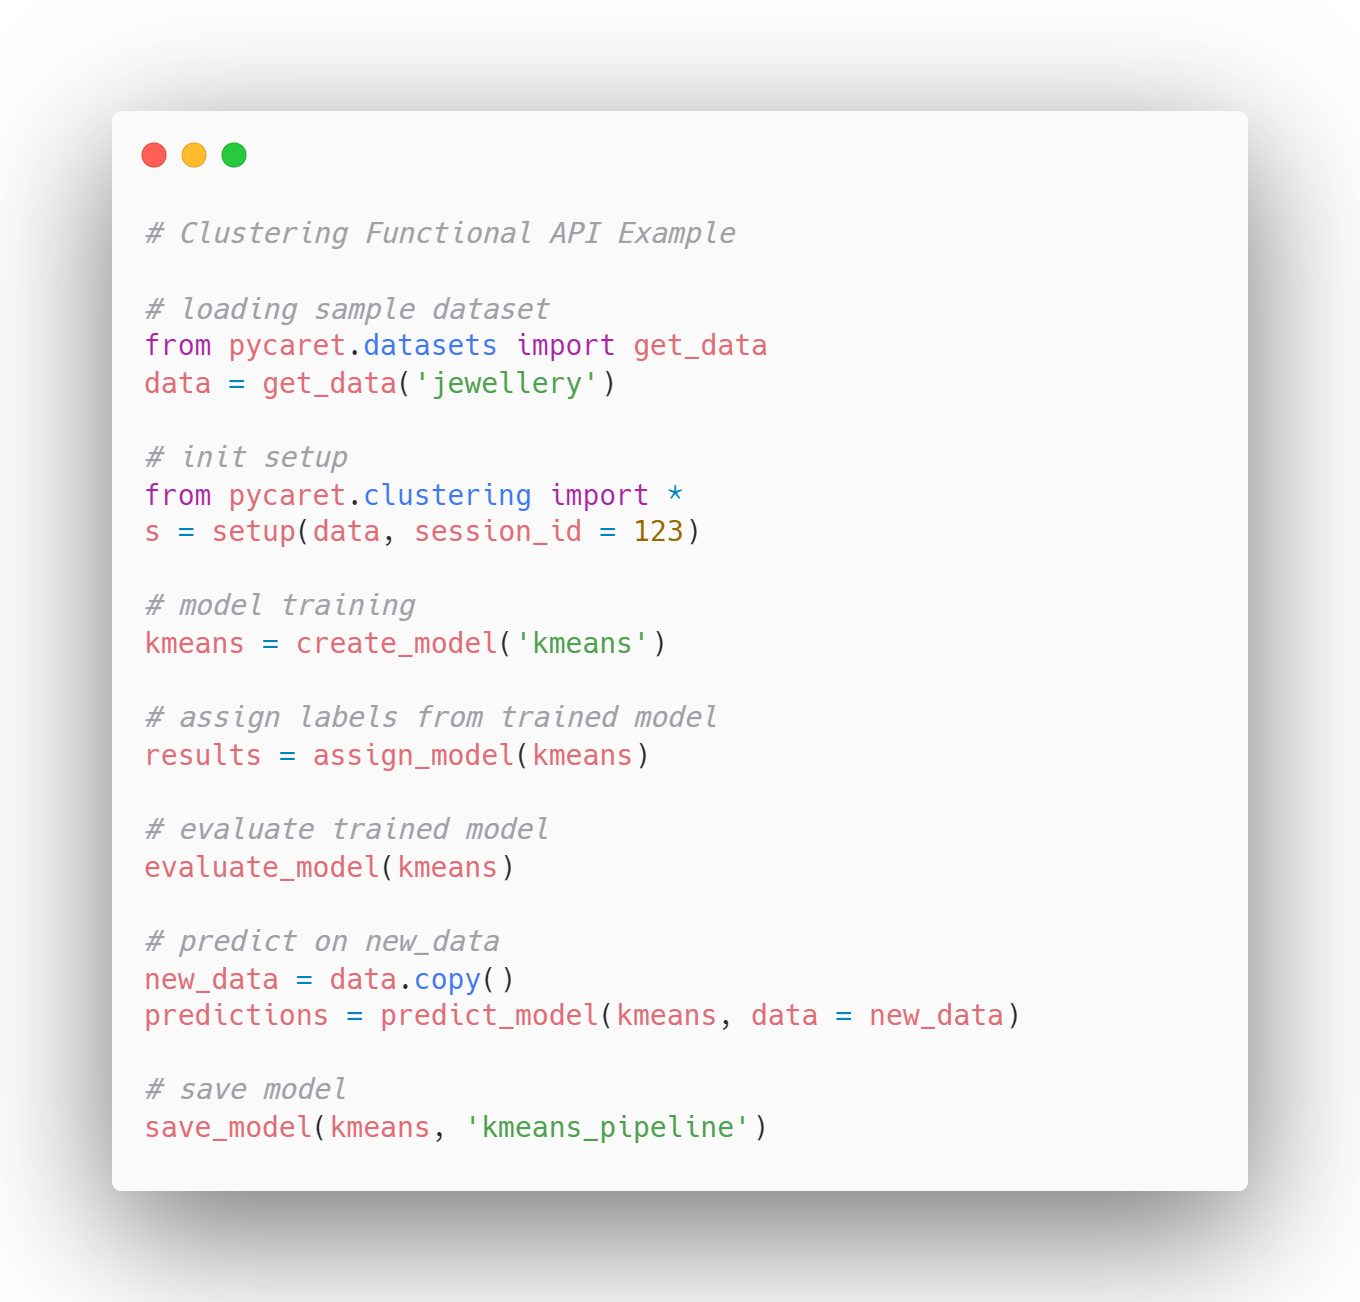 # Clustering Functional API Example
# loading sample dataset
from pycaret.datasets import get_data
data = get_data('jewellery')
# init setup
from pycaret.clustering import *
s = setup(data, session_id = 123)
# model training
kmeans = create_model('kmeans')
# assign labels from trained model
results = assign_model(kmeans)
# evaluate trained model
evaluate_model(kmeans)
# predict on new_data
new_data = data.copy()
predictions = predict_model(kmeans, data = new_data)
# save model
save_model(kmeans, 'kmeans_pipeline')